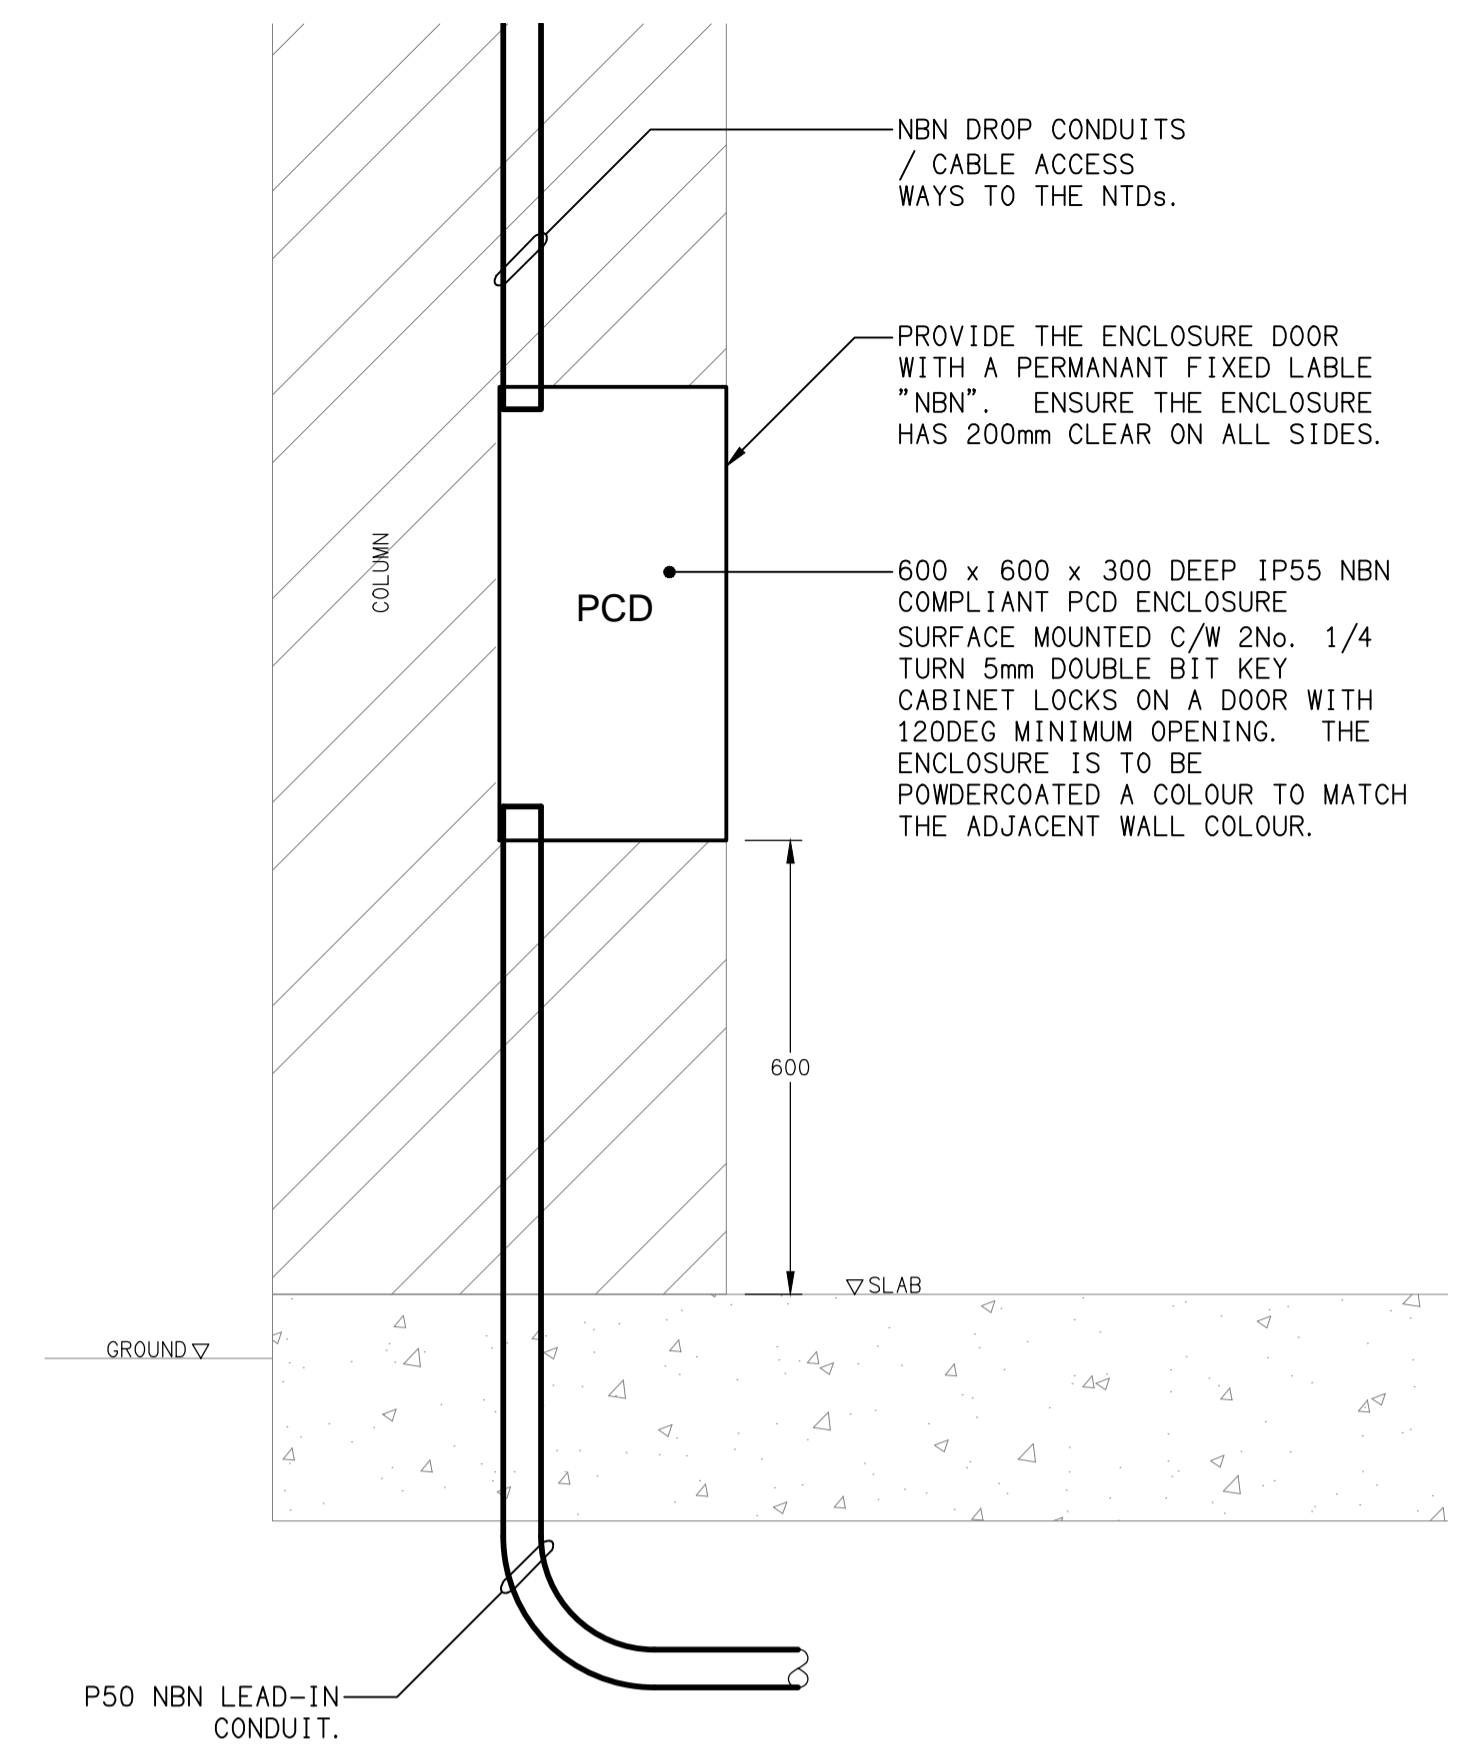 NBN DROP CONDUITS
/ CABLE ACCESS
WAYS TO THE NTDs.
PROVIDE THE ENCLOSURE DOOR
WITH A PERMANANT FIXED LABLE
"NBN". ENSURE THE ENCLOSURE
HAS 200mm CLEAR ON ALL SIDES.
COLUMN
PCD
600 x 600 x 300 DEEP IP55 NBN
COMPLIANT PCD ENCLOSURE
SURFACE MOUNTED C/W 2No. 1/4
TURN 5mm DOUBLE BIT KEY
CABINET LOCKS ON A DOOR WITH
120DEG MINIMUM OPENING. THE
ENCLOSURE IS TO BE
POWDERCOATED A COLOUR TO MATCH
THE ADJACENT WALL COLOUR.
600
SLAB
GROUND
P50 NBN LEAD-IN
CONDUIT.